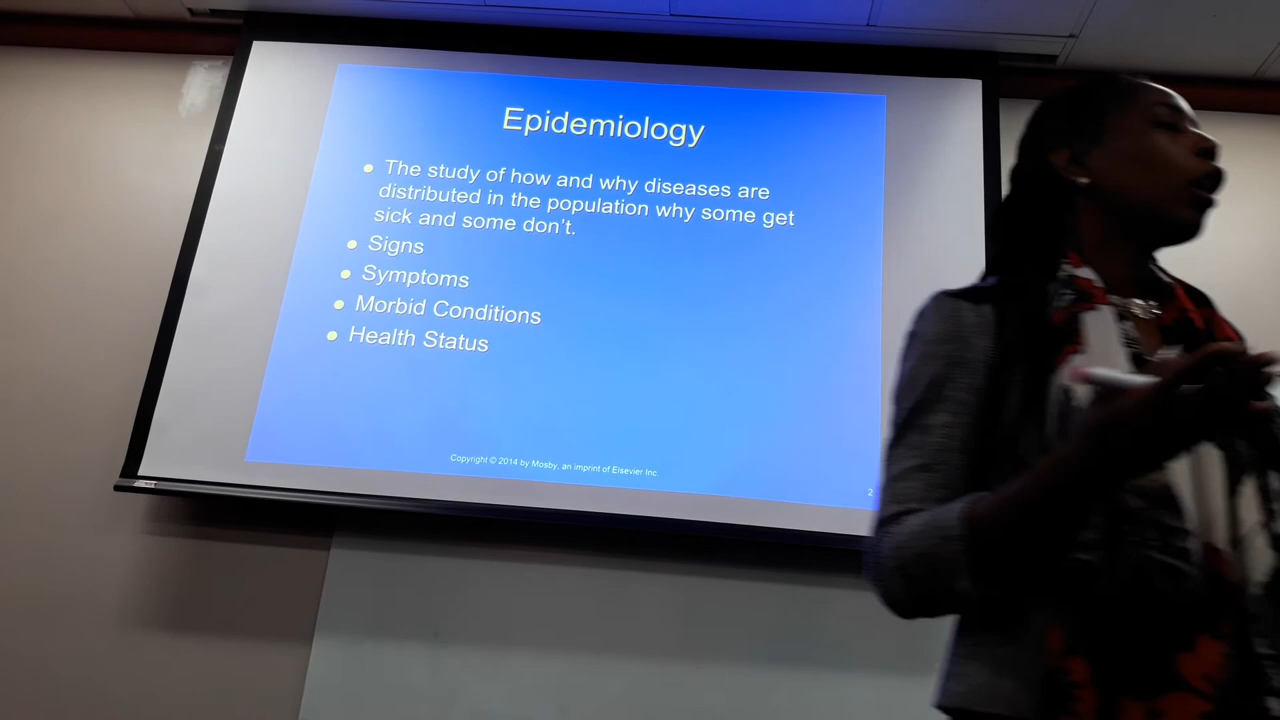 Epidemiology
• The study of how and why diseases are
distributed in the population why some get
sick and some don't.
• Signs
• Symptoms
• Morbid Conditions
• Health Status
Copyright © 2014 by Mosby, an imprint of Elsevier Inc.
2